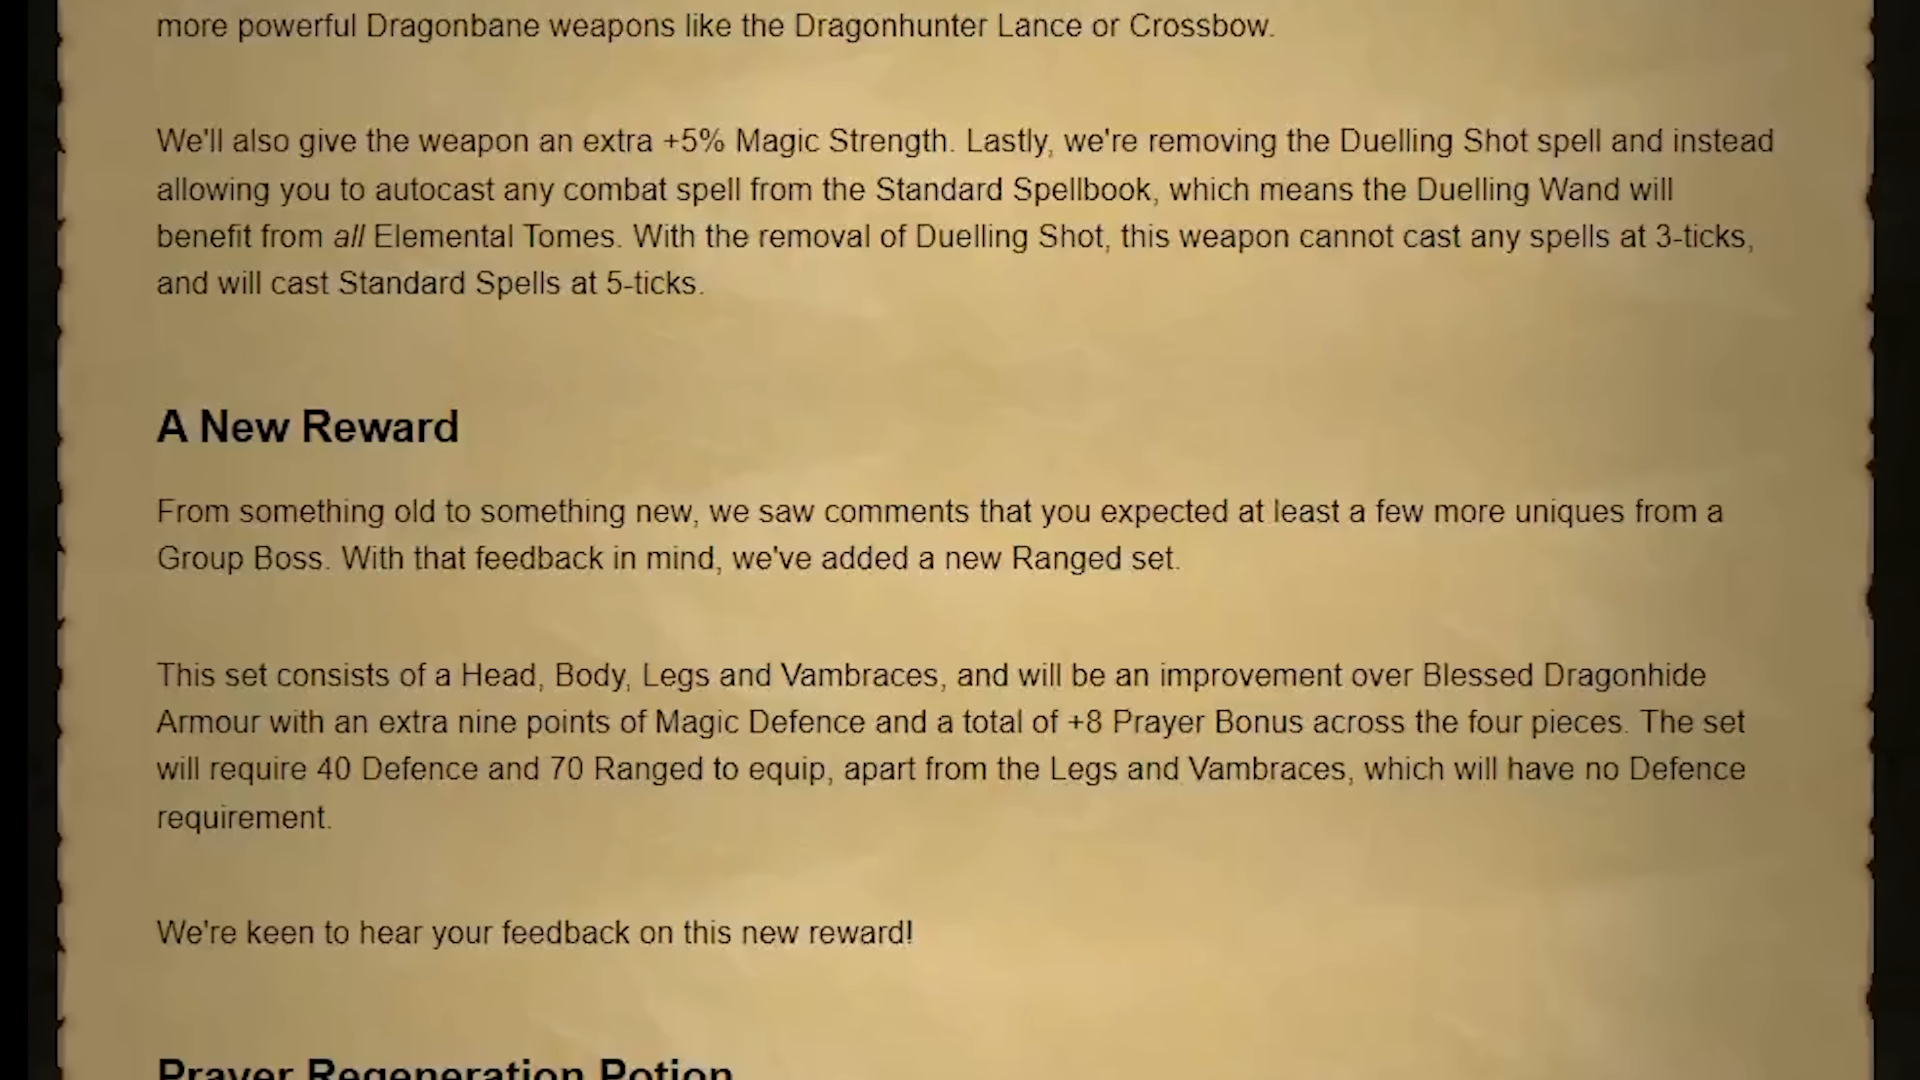 more powerful Dragonbane weapons like the Dragonhunter Lance or Crossbow.
We'll also give the weapon an extra +5% Magic Strength. Lastly, we're removing the Duelling Shot spell and instead
allowing you to autocast any combat spell from the Standard Spellbook, which means the Duelling Wand will
benefit from all Elemental Tomes. With the removal of Duelling Shot, this weapon cannot cast any spells at 3-ticks,
and will cast Standard Spells at 5-ticks.
A New Reward
From something old to something new, we saw comments that you expected at least a few more uniques from a
Group Boss. With that feedback in mind, we've added a new Ranged set.
This set consists of a Head, Body, Legs and Vambraces, and will be an improvement over Blessed Dragonhide
Armour with an extra nine points of Magic Defence and a total of +8 Prayer Bonus across the four pieces. The set
will require 40 Defence and 70 Ranged to equip, apart from the Legs and Vambraces, which will have no Defence
requirement.
We're keen to hear your feedback on this new reward!
Prayer Regeneration Potion